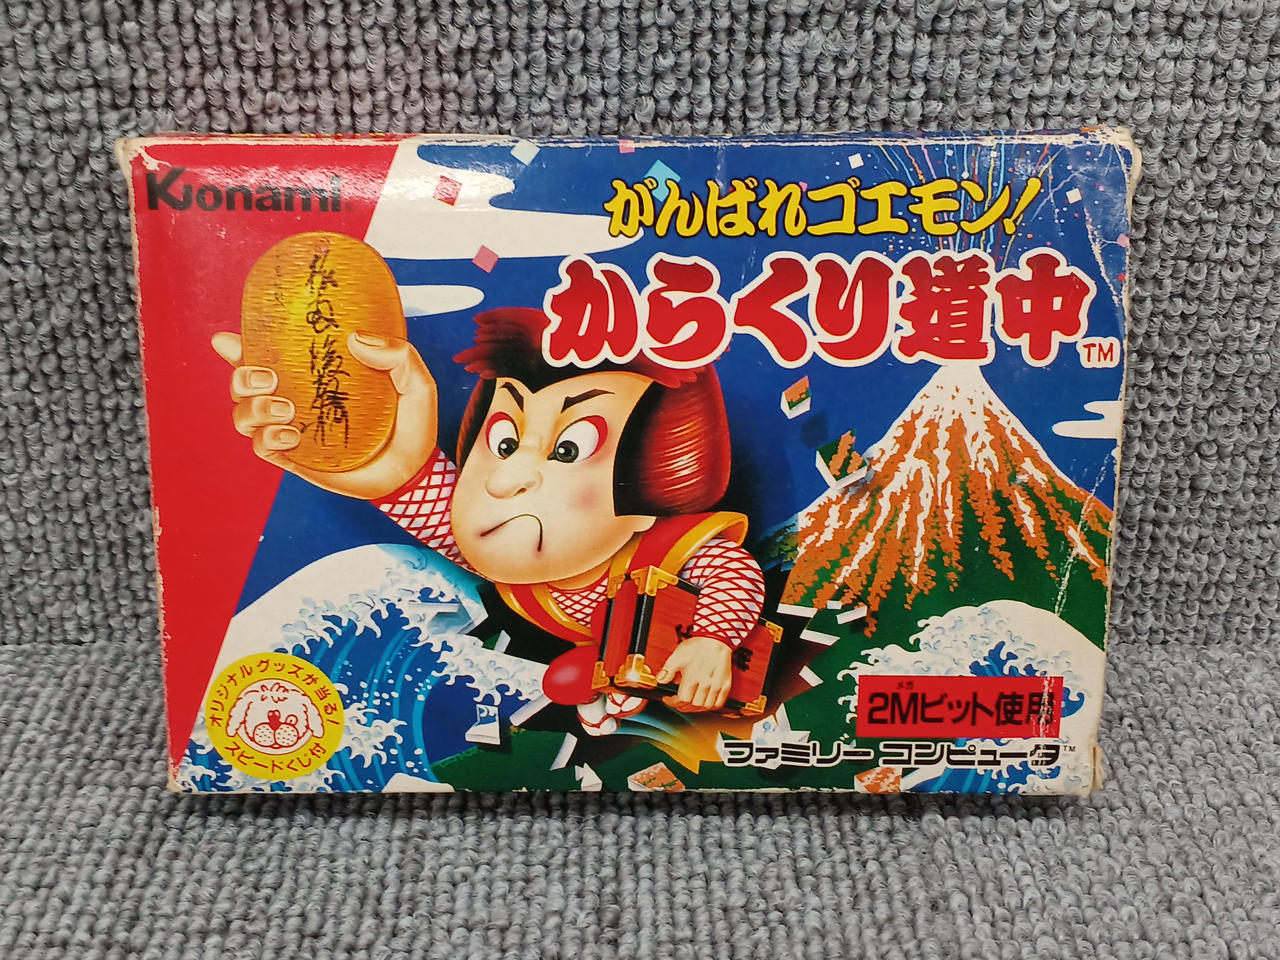 Konami
がんばれゴエモン!
からくり道中
TM
オリジナルグッズが当る!
スピードくじ付
メガ
2Mビット使用
ファミリー コンピュータ TM